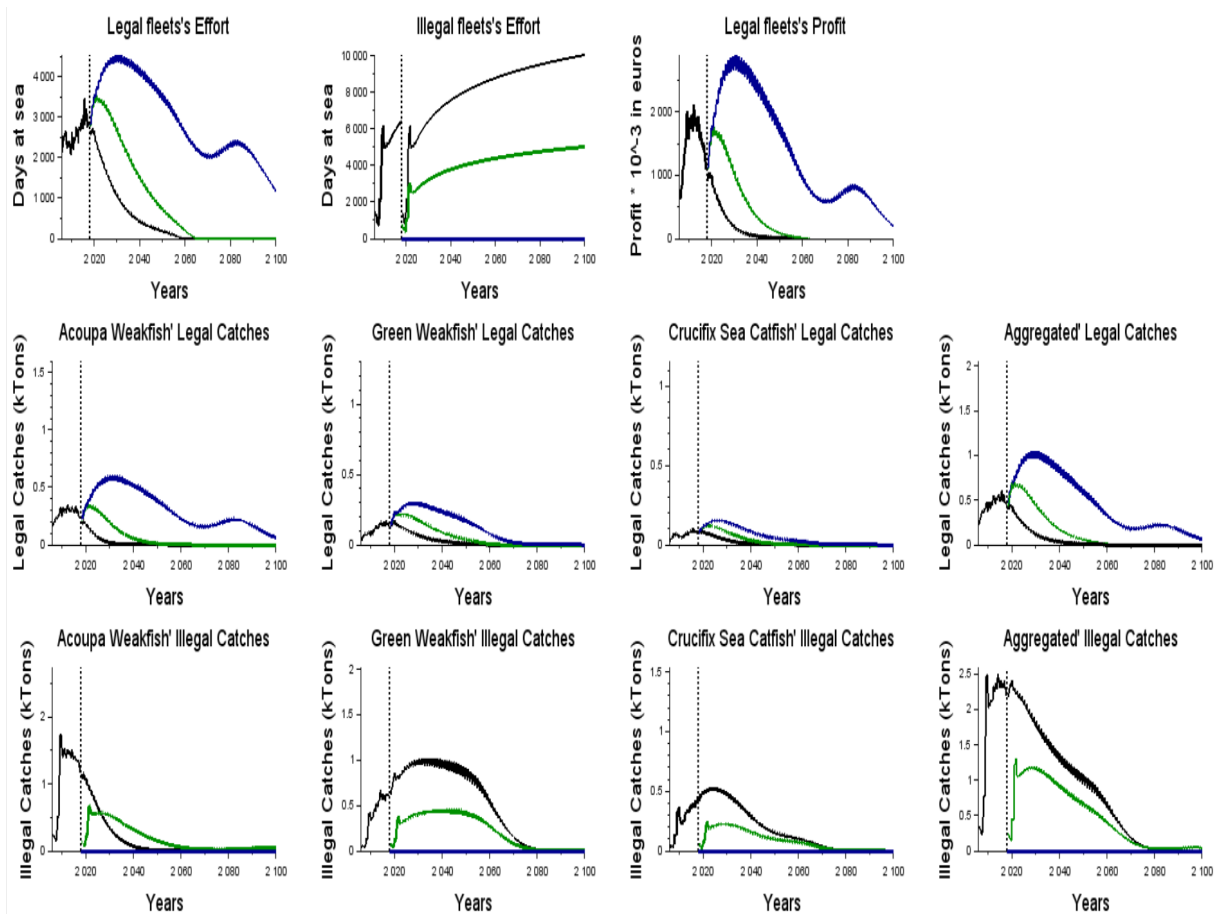 Legal fleets's Effort
Illegal fleets's Effort
Legal fleets's Profit
Days at sea
4 000
3 000
2 000
1 000
0
2 020 2 040 2 060 2 080 2 100
Years
Days at sea
10 000
8 000
6 000
4 000
2 000
0
2 020 2 040 2 060 2 080 2 100
Years
Profit * 10^-3 in euros
2 000
1 000
0
2 020 2 040 2 060 2 080 2 100
Years
Acoupa Weakfish' Legal Catches
Green Weakfish' Legal Catches
Crucifix Sea Catfish' Legal Catches
Aggregated' Legal Catches
Legal Catches (kTons)
1.5
1
0.5
0
2 020 2 040 2 060 2 080 2 100
Years
Legal Catches (kTons)
1
0.5
0
2 020 2 040 2 060 2 080 2 100
Years
Legal Catches (kTons)
1
0.5
0
2 020 2 040 2 060 2 080 2 100
Years
Legal Catches (kTons)
2
1.5
1
0.5
0
2 020 2 040 2 060 2 080 2 100
Years
Acoupa Weakfish' Illegal Catches
Green Weakfish' Illegal Catches
Crucifix Sea Catfish' Illegal Catches
Aggregated' Illegal Catches
Illegal Catches (kTons)
2
1
0
2 020 2 040 2 060 2 080 2 100
Years
Illegal Catches (kTons)
2
1.5
1
0.5
0
2 020 2 040 2 060 2 080 2 100
Years
Illegal Catches (kTons)
1.5
1
0.5
0
2 020 2 040 2 060 2 080 2 100
Years
Illegal Catches (kTons)
2.5
2
1.5
1
0.5
0
2 020 2 040 2 060 2 080 2 100
Years